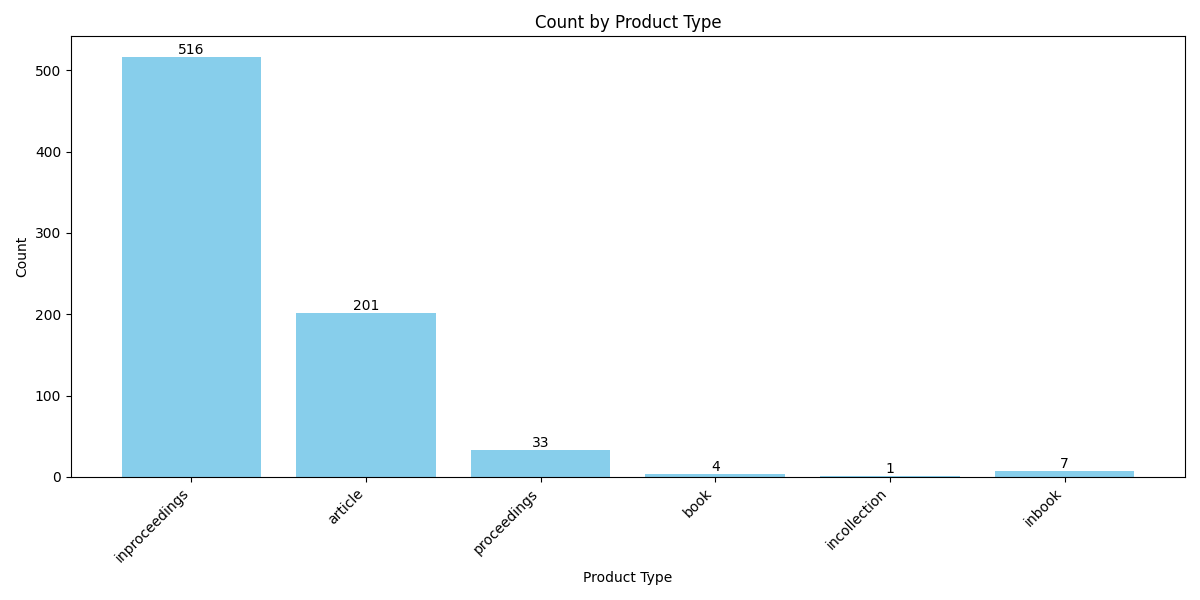 Count by Product Type
516
500
400
300
201
200
100
33
4
1
7
0
Count
inproceedings
article
proceedings
book
incollection
inbook
Product Type